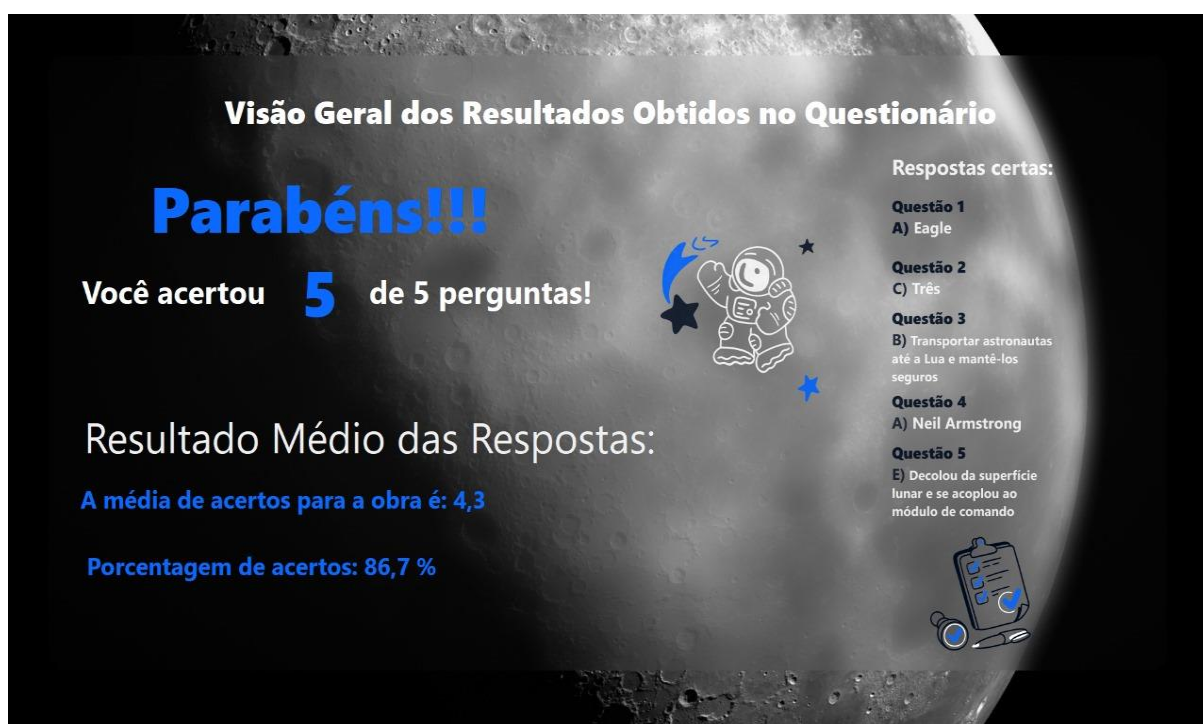 Visão Geral dos Resultados Obtidos no Questionário
Parabéns!!!
Você acertou 5 de 5 perguntas!
Resultado Médio das Respostas:
A média de acertos para a obra é: 4,3
Porcentagem de acertos: 86,7 %
Respostas certas:
Questão 1
A) Eagle
Questão 2
C) Três
Questão 3
B) Transportar astronautas
até a Lua e mantê-los
seguros
Questão 4
A) Neil Armstrong
Questão 5
E) Decolou da superfície
lunar e se acoplou ao
módulo de comando